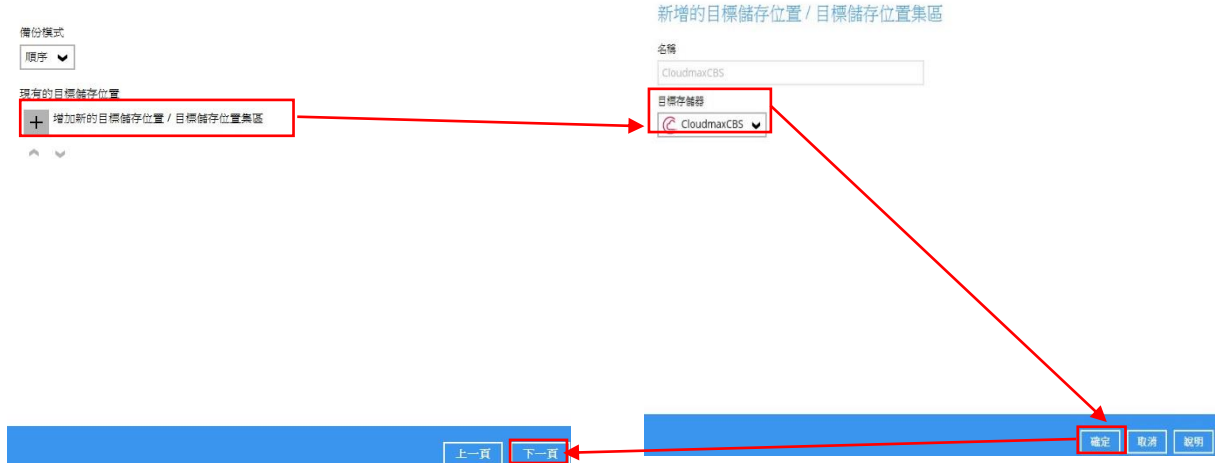 備份模式
順序
現有的目標儲存位置
增加新的目標儲存位置 / 目標儲存位置集區
上一頁
下一頁
新增的目標儲存位置 / 目標儲存位置集區
名稱
CloudmaxCBS
目標存儲器
CloudmaxCBS
確定
取消
說明